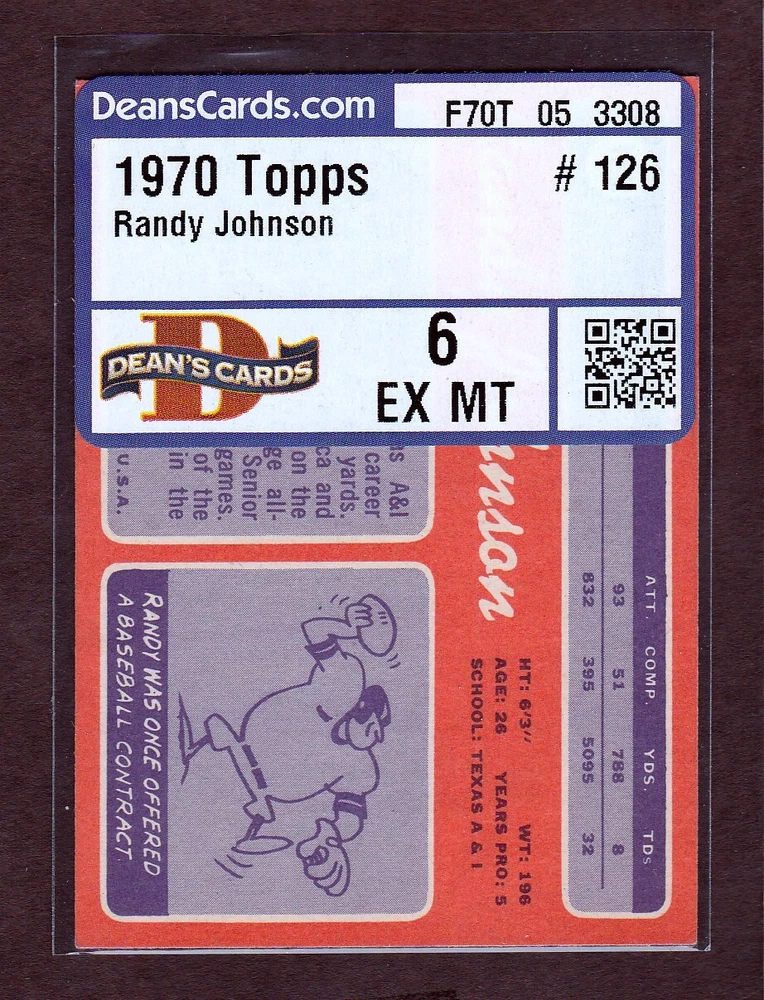 DeansCards.com
F70T 05 3308
1970 Topps
# 126
Randy Johnson
DEAN'S CARDS
6
EX MT
ATT. COMP. YDS. TDs
93 51 788 8
832 395 5095 32
nson
HT: 6'3" WT: 196
AGE: 26 YEARS PRO: 5
SCHOOL: TEXAS A & I
as A&I
career
yards.
ca and
on the
ge all-
Senior
games.
of the
in the
U.S.A.
RANDY WAS ONCE OFFERED
A BASEBALL CONTRACT.